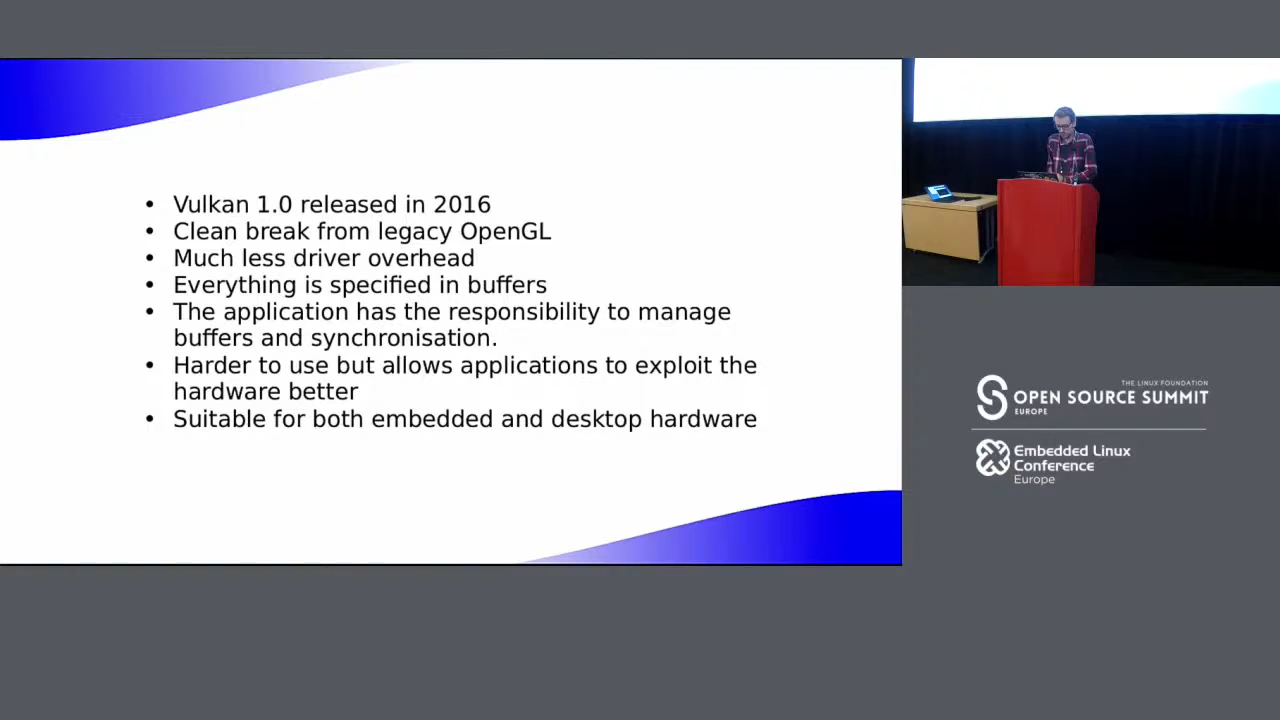 • Vulkan 1.0 released in 2016
• Clean break from legacy OpenGL
• Much less driver overhead
• Everything is specified in buffers
• The application has the responsibility to manage
buffers and synchronisation.
• Harder to use but allows applications to exploit the
hardware better
• Suitable for both embedded and desktop hardware
THE LINUX FOUNDATION
OPEN SOURCE SUMMIT
EUROPE
Embedded Linux
Conference
Europe